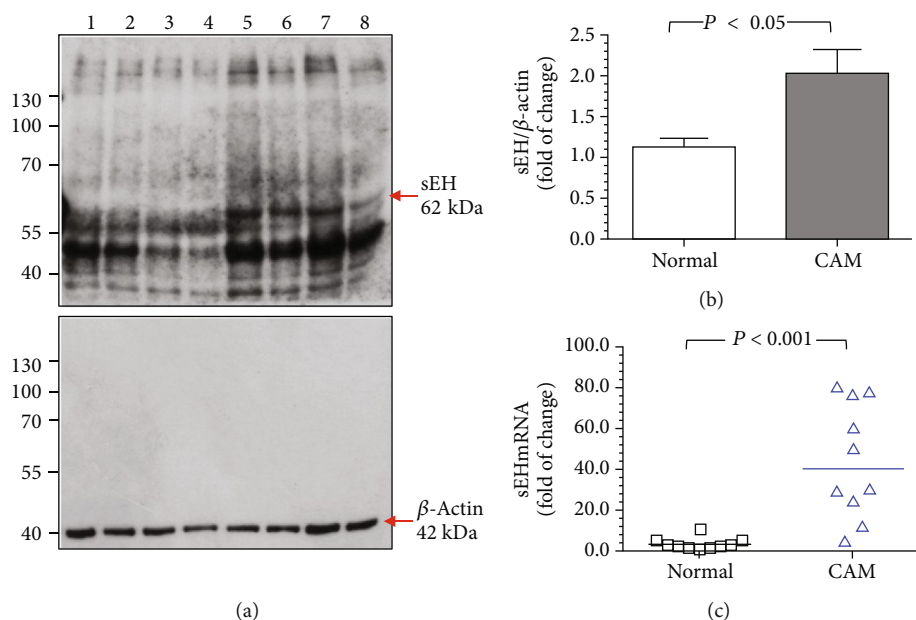 1 2 3 4 5 6 7 8
130
100
70
55
40
sEH
62 kDa
130
100
70
55
40
β-Actin
42 kDa
(a)
P < 0.05
2.5
2.0
1.5
1.0
0.5
0.0
sEH/β-actin
(fold of change)
Normal CAM
(b)
P < 0.001
100.0
80.0
60.0
40.0
20.0
0.0
sEHmRNA
(fold of change)
Normal CAM
(c)